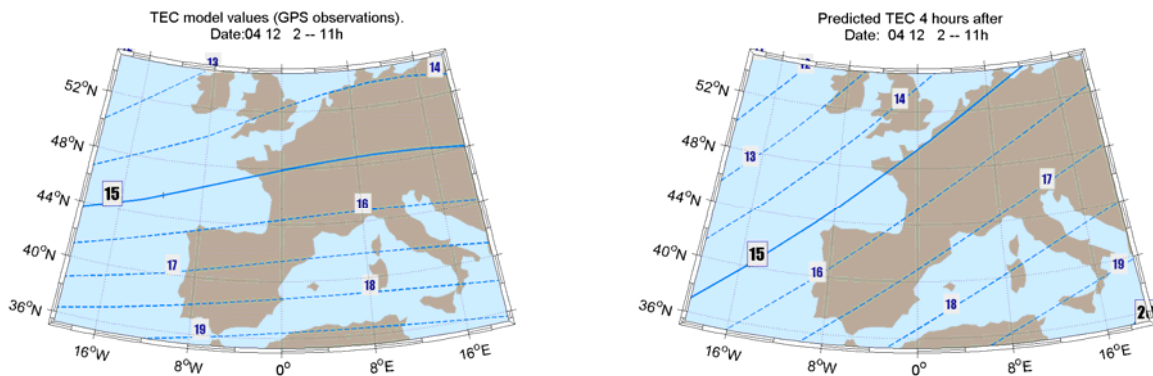 TEC model values (GPS observations).
Date:04 12 2 -- 11h
13
14
52°N
48°N
15
44°N
16
40°N
17
18
36°N
19
16°W
8°W
0°
8°E
16°E
Predicted TEC 4 hours after
Date: 04 12 2 -- 11h
12
52°N
14
48°N
13
17
44°N
15
40°N
16
19
18
36°N
16°W
8°W
0°
8°E
16°E